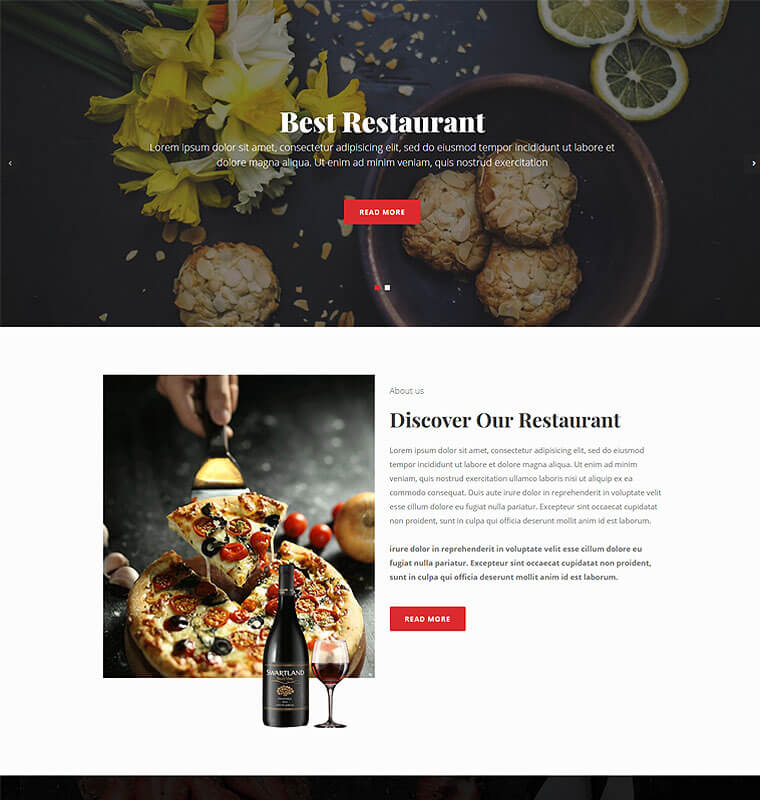 Best Restaurant
Lorem ipsum dolor sit amet, consectetur adipisicing elit, sed do eiusmod tempor incididunt ut labore et
dolore magna aliqua. Ut enim ad minim veniam, quis nostrud exercitation
READ MORE
About us
Discover Our Restaurant
Lorem ipsum dolor sit amet, consectetur adipisicing elit, sed do eiusmod
tempor incididunt ut labore et dolore magna aliqua. Ut enim ad minim
veniam, quis nostrud exercitation ullamco laboris nisi ut aliquip ex ea
commodo consequat. Duis aute irure dolor in reprehenderit in voluptate velit
esse cillum dolore eu fugiat nulla pariatur. Excepteur sint occaecat cupidatat
non proident, sunt in culpa qui officia deserunt mollit anim id est laborum.
irure dolor in reprehenderit in voluptate velit esse cillum dolore eu
fugiat nulla pariatur. Excepteur sint occaecat cupidatat non proident,
sunt in culpa qui officia deserunt mollit anim id est laborum.
READ MORE
SWARTLAND